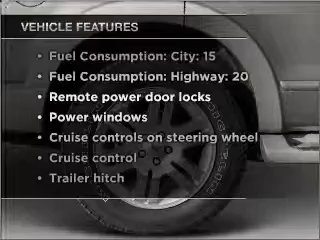 VEHICLE FEATURES
• Fuel Consumption: City: 15
• Fuel Consumption: Highway: 20
• Remote power door locks
• Power windows
• Cruise controls on steering wheel
• Cruise control
• Trailer hitch